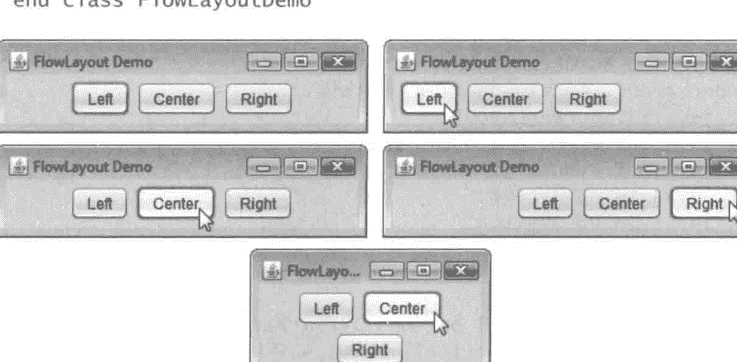 end class FlowLayoutDemo
FlowLayout Demo
Left Center Right
FlowLayout Demo
Left Center Right
FlowLayout Demo
Left Center Right
FlowLayout Demo
Left Center Right
FlowLayo...
Left Center
Right